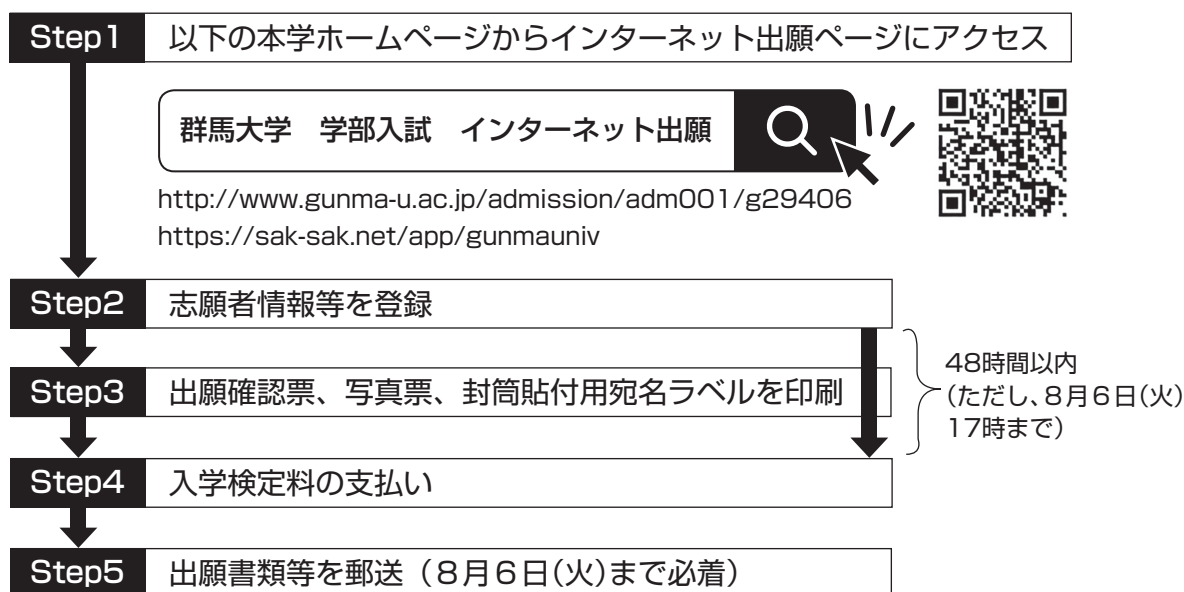 Step1 以下の本学ホームページからインターネット出願ページにアクセス
群馬大学 学部入試 インターネット出願
http://www.gunma-u.ac.jp/admission/adm001/g29406
https://sak-sak.net/app/gunmauniv
Step2 志願者情報等を登録
Step3 出願確認票、写真票、封筒貼付用宛名ラベルを印刷
48時間以内
(ただし、8月6日(火)
17時まで)
Step4 入学検定料の支払い
Step5 出願書類等を郵送（8月6日(火)まで必着）